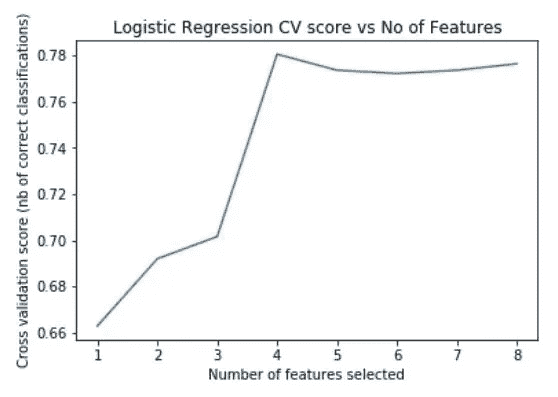 Logistic Regression CV score vs No of Features
Cross validation score (nb of correct classifications)
0.78
0.76
0.74
0.72
0.70
0.68
0.66
1 2 3 4 5 6 7 8
Number of features selected